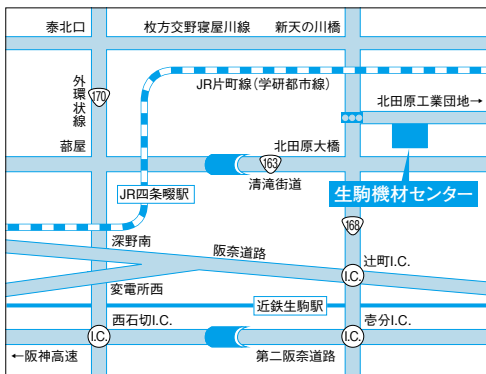 泰北口
枚方交野寝屋川線
新天の川橋
外環状線
170
JR片町線(学研都市線)
北田原工業団地→
蔀屋
北田原大橋
163
清滝街道
JR四条畷駅
生駒機材センター
168
深野南
阪奈道路
辻町I.C.
I.C.
変電所西
近鉄生駒駅
西石切I.C.
壱分I.C.
I.C.
I.C.
←阪神高速
第二阪奈道路